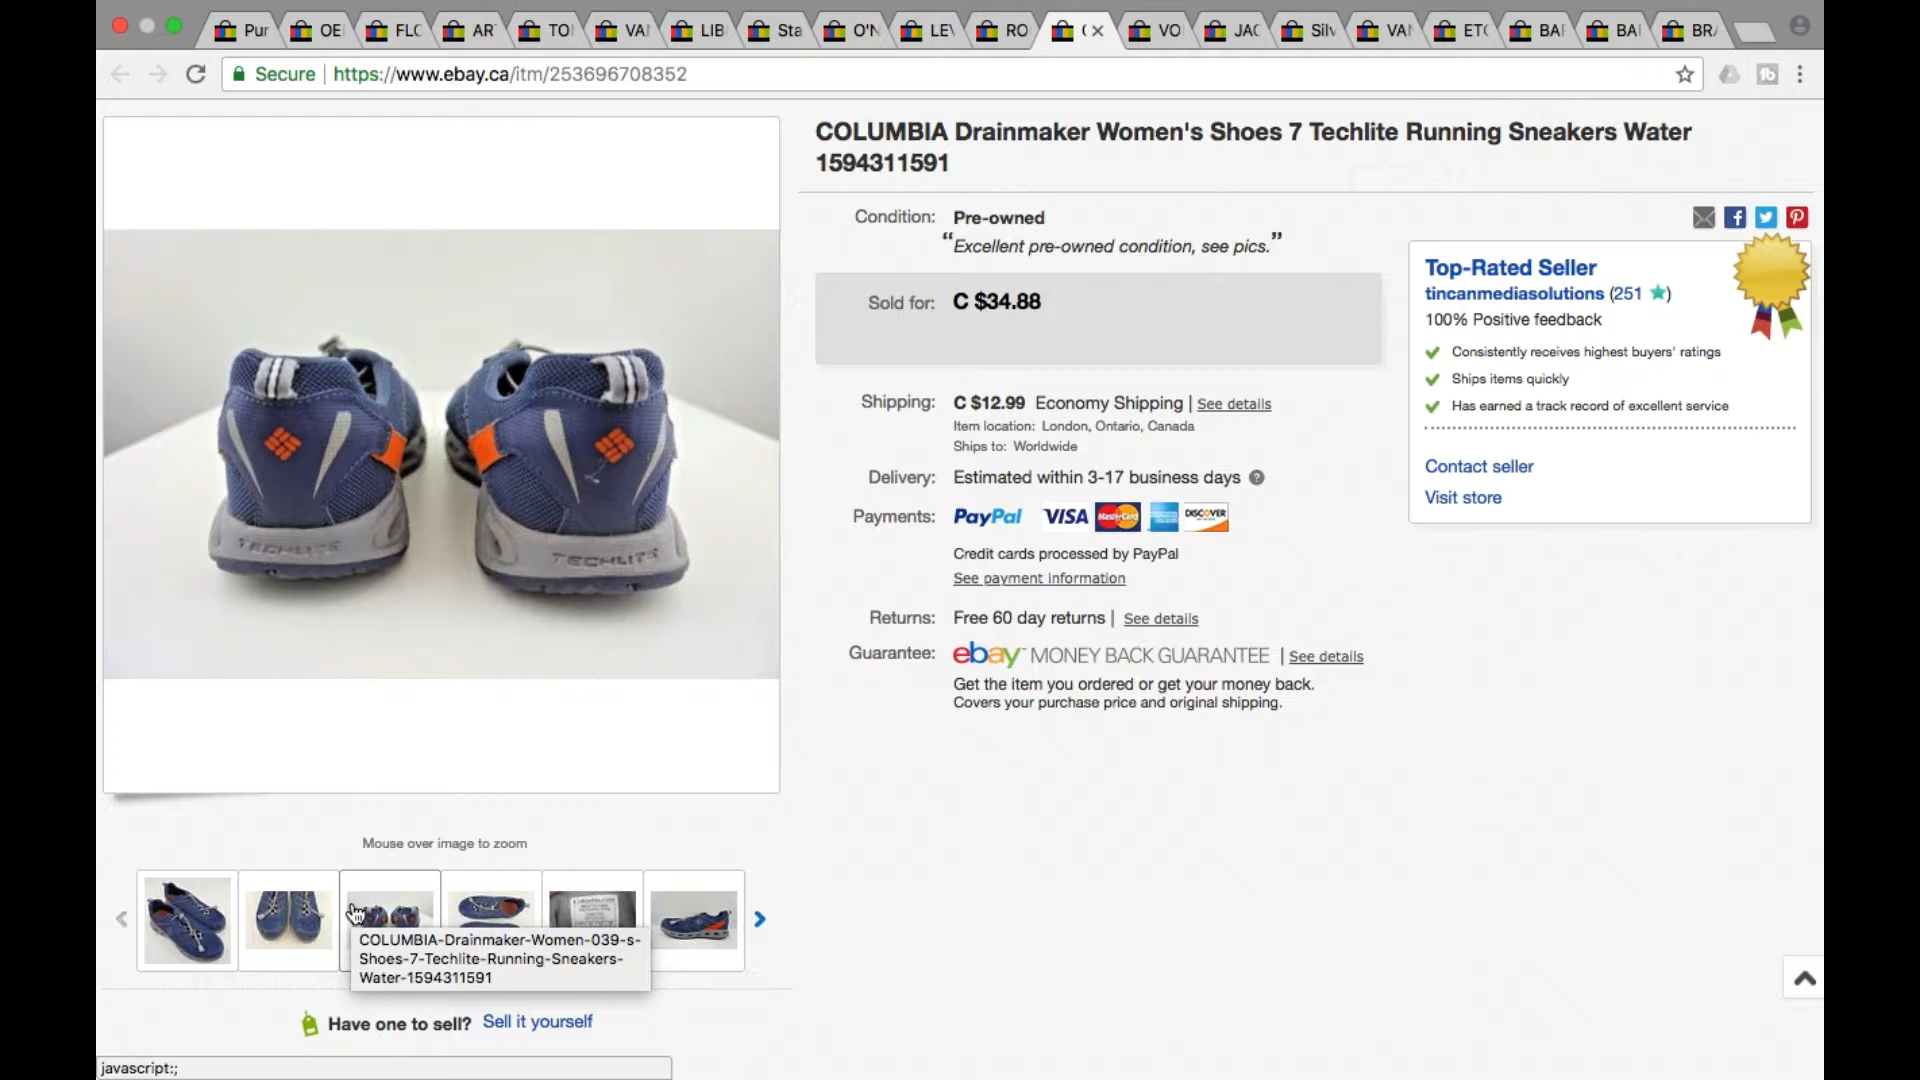 Pur
OE
FLO
AR
TO
VA
LIB
Sta
O'N
LEV
RO
VO
JAC
Silv
VAN
ETO
BA
BA
BRA
Secure | https://www.ebay.ca/itm/253696708352
COLUMBIA Drainmaker Women's Shoes 7 Techlite Running Sneakers Water
1594311591
Condition: Pre-owned
“Excellent pre-owned condition, see pics.”
Sold for: C $34.88
Top-Rated Seller
tincanmediasolutions (251 )
100% Positive feedback
Consistently receives highest buyers' ratings
Ships items quickly
Has earned a track record of excellent service
Contact seller
Visit store
Shipping: C $12.99 Economy Shipping | See details
Item location: London, Ontario, Canada
Ships to: Worldwide
Delivery: Estimated within 3-17 business days ?
Payments: PayPal VISA MasterCard DISCOVER
Credit cards processed by PayPal
See payment information
Returns: Free 60 day returns | See details
Guarantee: ebay MONEY BACK GUARANTEE | See details
Get the item you ordered or get your money back.
Covers your purchase price and original shipping.
TECHLITE
TECHLITE
Mouse over image to zoom
COLUMBIA-Drainmaker-Women-039-s-
Shoes-7-Techlite-Running-Sneakers-
Water-1594311591
Have one to sell? Sell it yourself
javascript:;